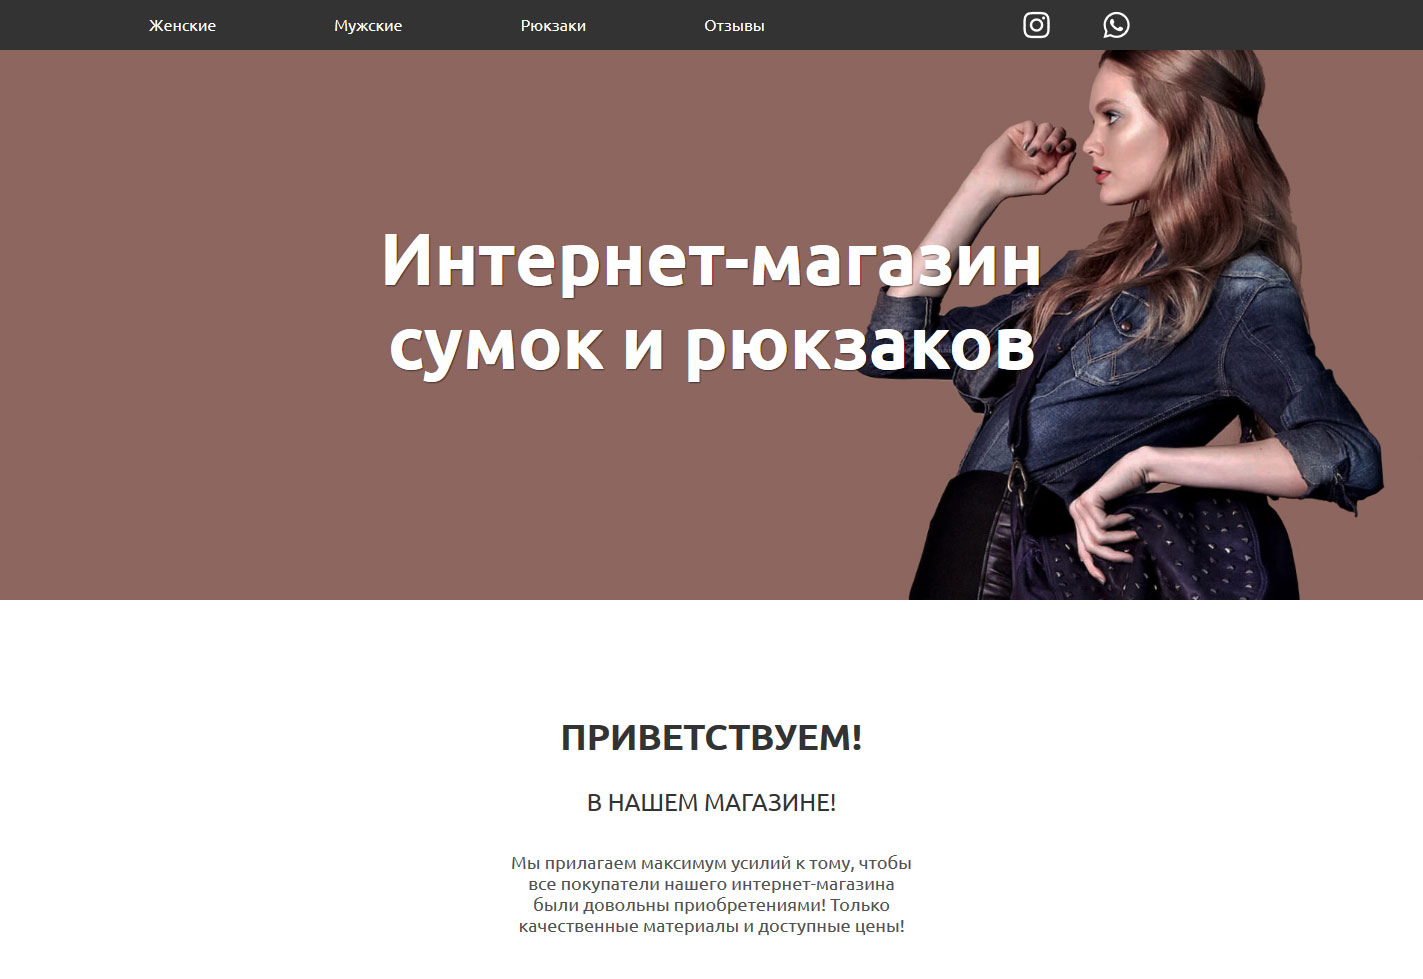 Женские Мужские Рюкзаки Отзывы
Интернет-магазин
сумок и рюкзаков
ПРИВЕТСТВУЕМ!
В НАШЕМ МАГАЗИНЕ!
Мы прилагаем максимум усилий к тому, чтобы
все покупатели нашего интернет-магазина
были довольны приобретениями! Только
качественные материалы и доступные цены!